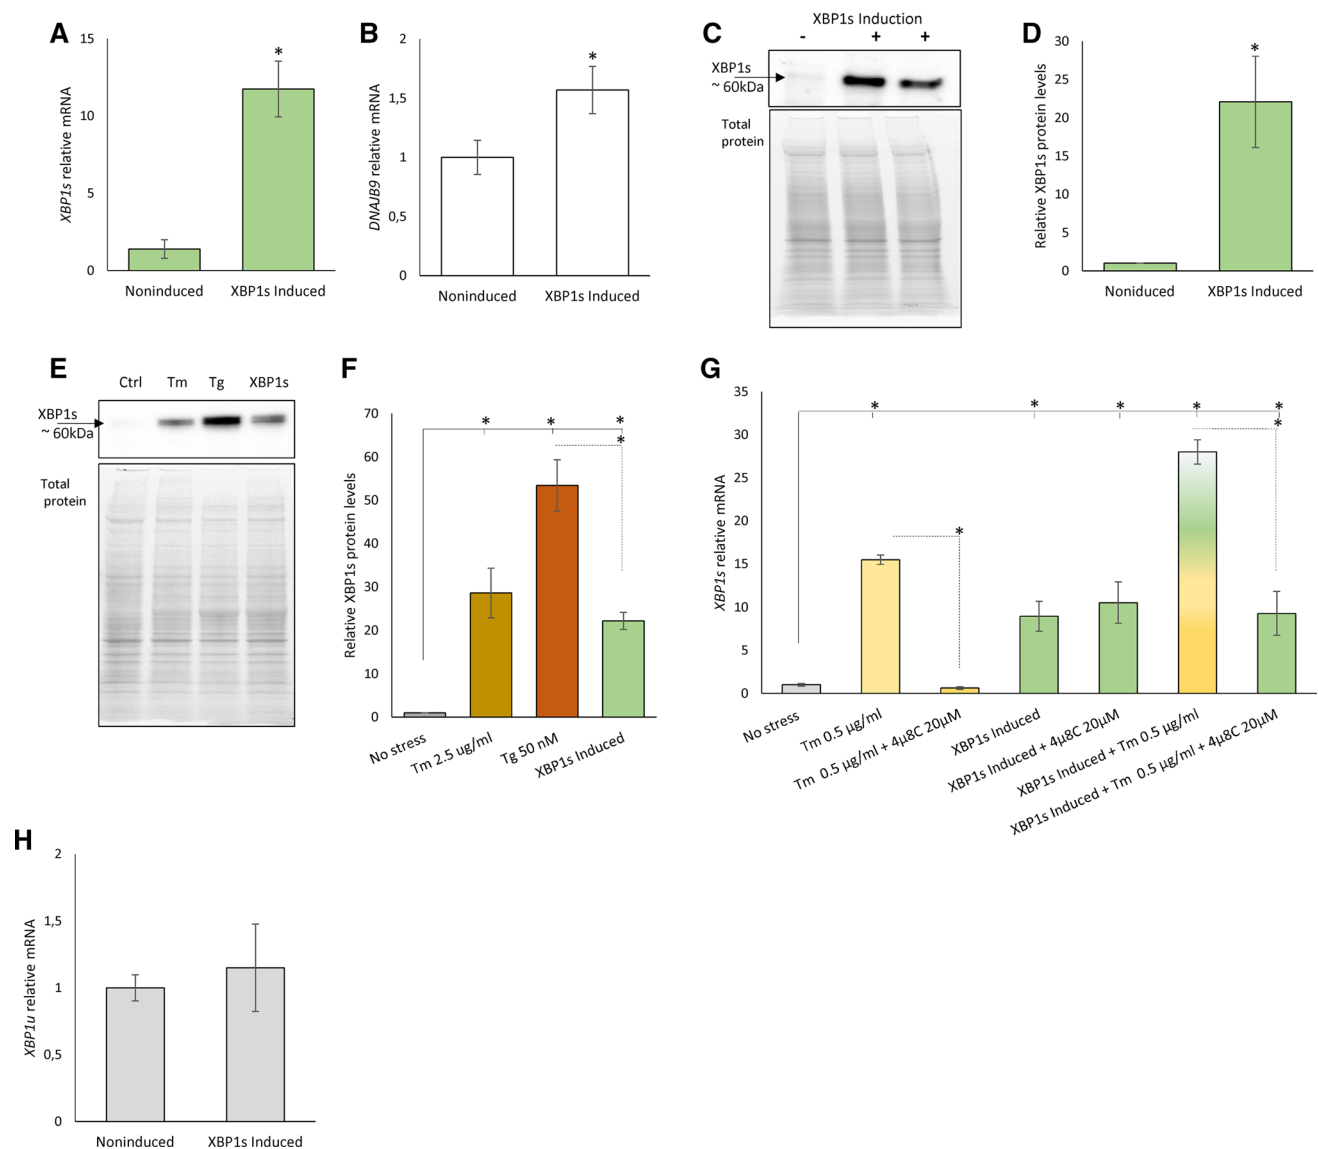 A
XBP1s relative mRNA
15
10
5
0
*
Noninduced
XBP1s Induced
B
DNAJB9 relative mRNA
2
1,5
1
0,5
0
*
Noninduced
XBP1s Induced
C
XBP1s Induction
- + +
XBP1s
~ 60kDa
Total
protein
D
Relative XBP1s protein levels
30
25
20
15
10
5
0
*
Noniduced
XBP1s Induced
E
Ctrl Tm Tg XBP1s
XBP1s
~ 60kDa
Total
protein
F
Relative XBP1s protein levels
70
60
50
40
30
20
10
0
* * *
*
No stress
Tm 2.5 ug/ml
Tg 50 nM
XBP1s Induced
G
XBP1s relative mRNA
35
30
25
20
15
10
5
0
* * * * *
*
*
No stress
Tm 0.5 µg/ml
Tm 0.5 µg/ml + 4µ8C 20µM
XBP1s Induced
XBP1s Induced + 4µ8C 20µM
XBP1s Induced + Tm 0.5 µg/ml
XBP1s Induced + Tm 0.5 µg/ml + 4µ8C 20µM
H
XBP1u relative mRNA
2
1,5
1
0,5
0
Noninduced
XBP1s Induced